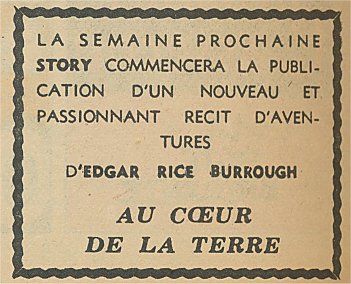 LA SEMAINE PROCHAINE
STORY COMMENCERA LA PUBLI-
CATION D'UN NOUVEAU ET
PASSIONNANT RECIT D'AVEN-
TURES
D'EDGAR RICE BURROUGH
AU CŒUR
DE LA TERRE